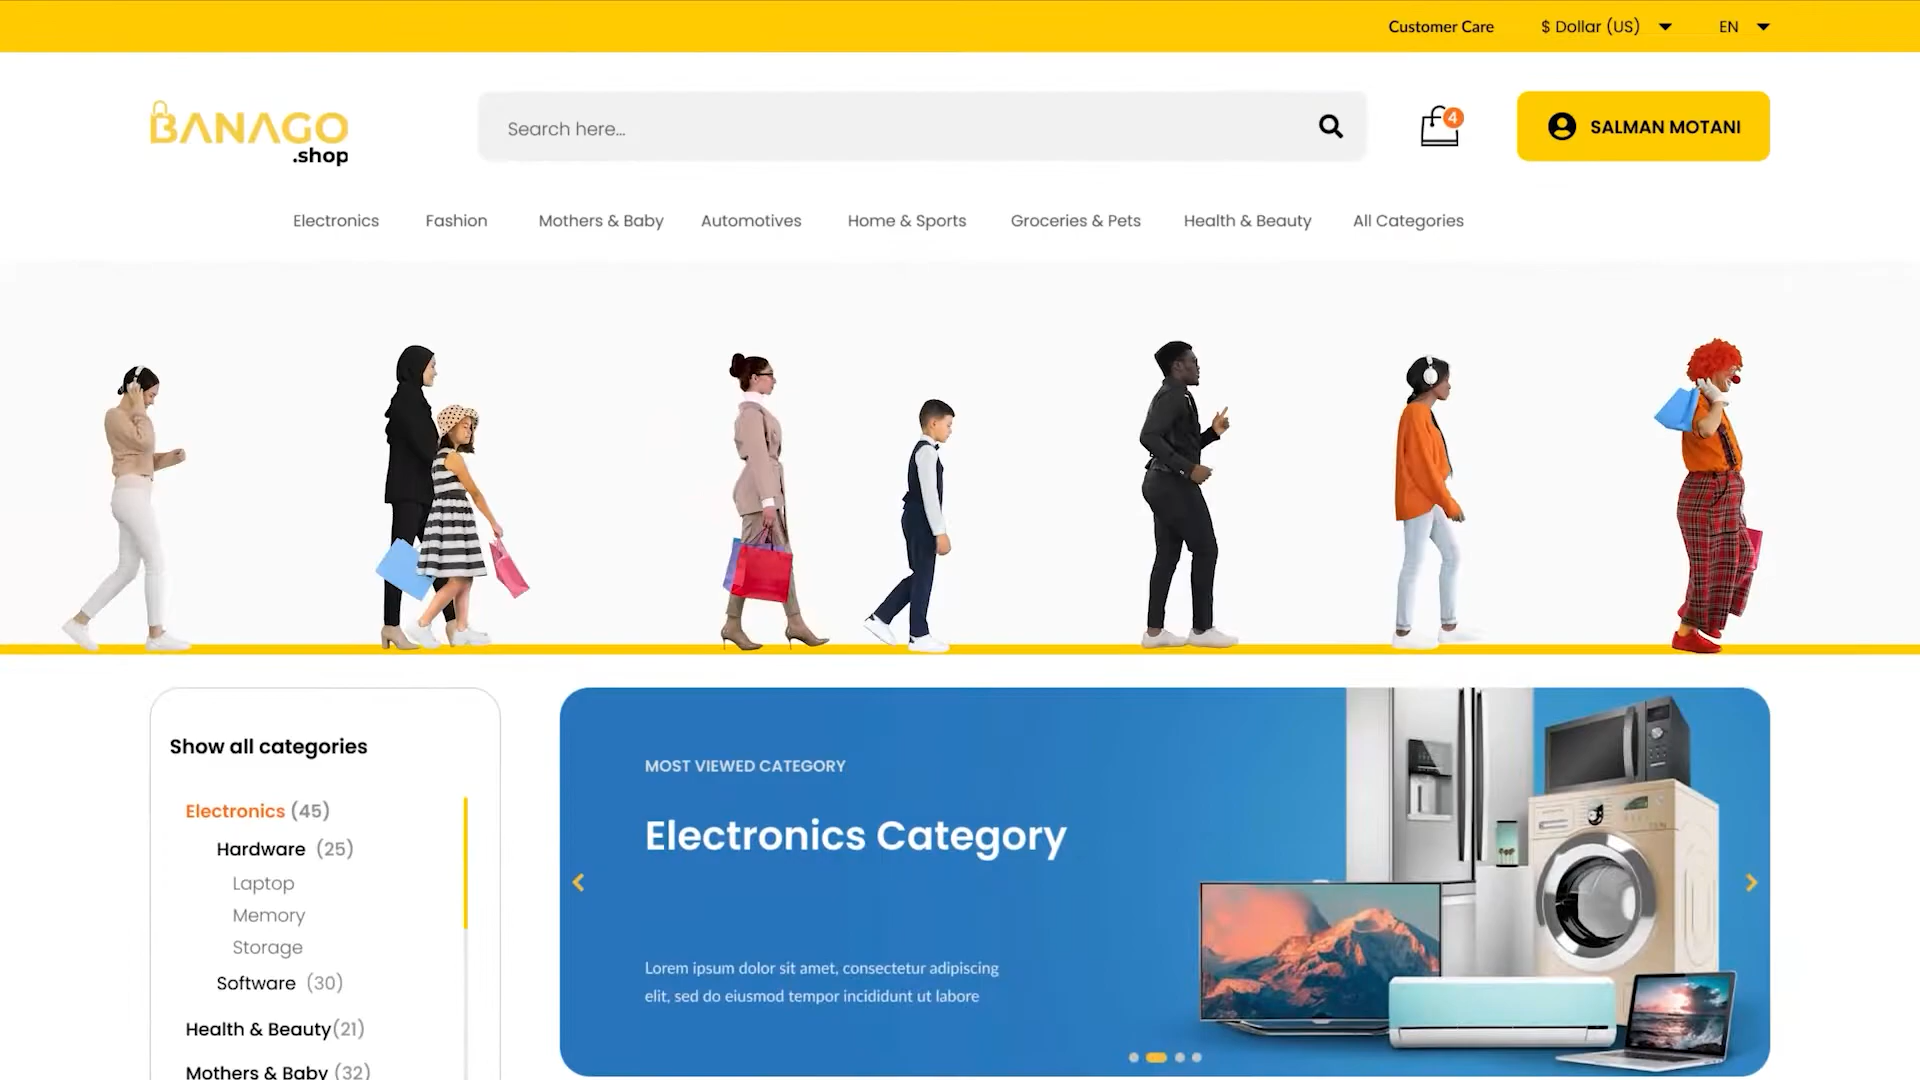 Customer Care $ Dollar (US) EN
BANAGO
.shop
Search here...
4
SALMAN MOTANI
Electronics Fashion Mothers & Baby Automotives Home & Sports Groceries & Pets Health & Beauty All Categories
Show all categories
Electronics (45)
Hardware (25)
Laptop
Memory
Storage
Software (30)
Health & Beauty(21)
Mothers & Baby (32)
MOST VIEWED CATEGORY
Electronics Category
Lorem ipsum dolor sit amet, consectetur adipiscing
elit, sed do eiusmod tempor incididunt ut labore